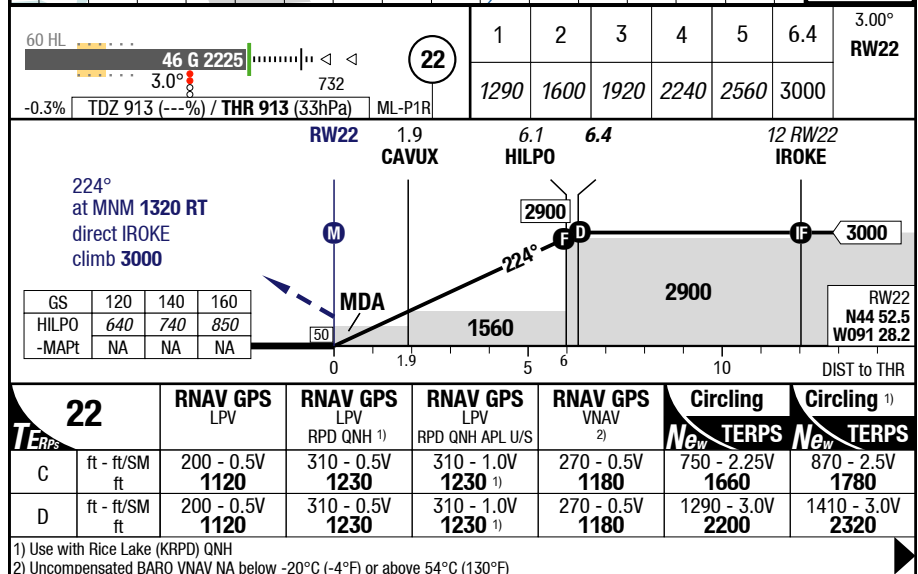 60 HL
46 G 2225
3.0°
732
22
-0.3% TDZ 913 (---%) / THR 913 (33hPa) ML-P1R
1 2 3 4 5 6.4 3.00° RW22
1290 1600 1920 2240 2560 3000
RW22 1.9 6.1 6.4 12 RW22
CAVUX HILPO IROKE
224°
at MNM 1320 RT
direct IROKE
climb 3000
M
2900
F D IF 3000
224°
MDA
2900
1560
50
GS 120 140 160
HILPO 640 740 850
-MAPt NA NA NA
RW22
N44 52.5
W091 28.2
0 1.9 5 6 10 DIST to THR
TERPs 22
RNAV GPS RNAV GPS RNAV GPS RNAV GPS Circling Circling 1)
LPV LPV LPV VNAV New TERPS New TERPS
RPD QNH 1) RPD QNH APL U/S 2)
C ft - ft/SM 200 - 0.5V 310 - 0.5V 310 - 1.0V 270 - 0.5V 750 - 2.25V 870 - 2.5V
ft 1120 1230 1230 1) 1180 1660 1780
D ft - ft/SM 200 - 0.5V 310 - 0.5V 310 - 1.0V 270 - 0.5V 1290 - 3.0V 1410 - 3.0V
ft 1120 1230 1230 1) 1180 2200 2320
1) Use with Rice Lake (KRPD) QNH
2) Uncompensated BARO VNAV NA below -20°C (-4°F) or above 54°C (130°F)